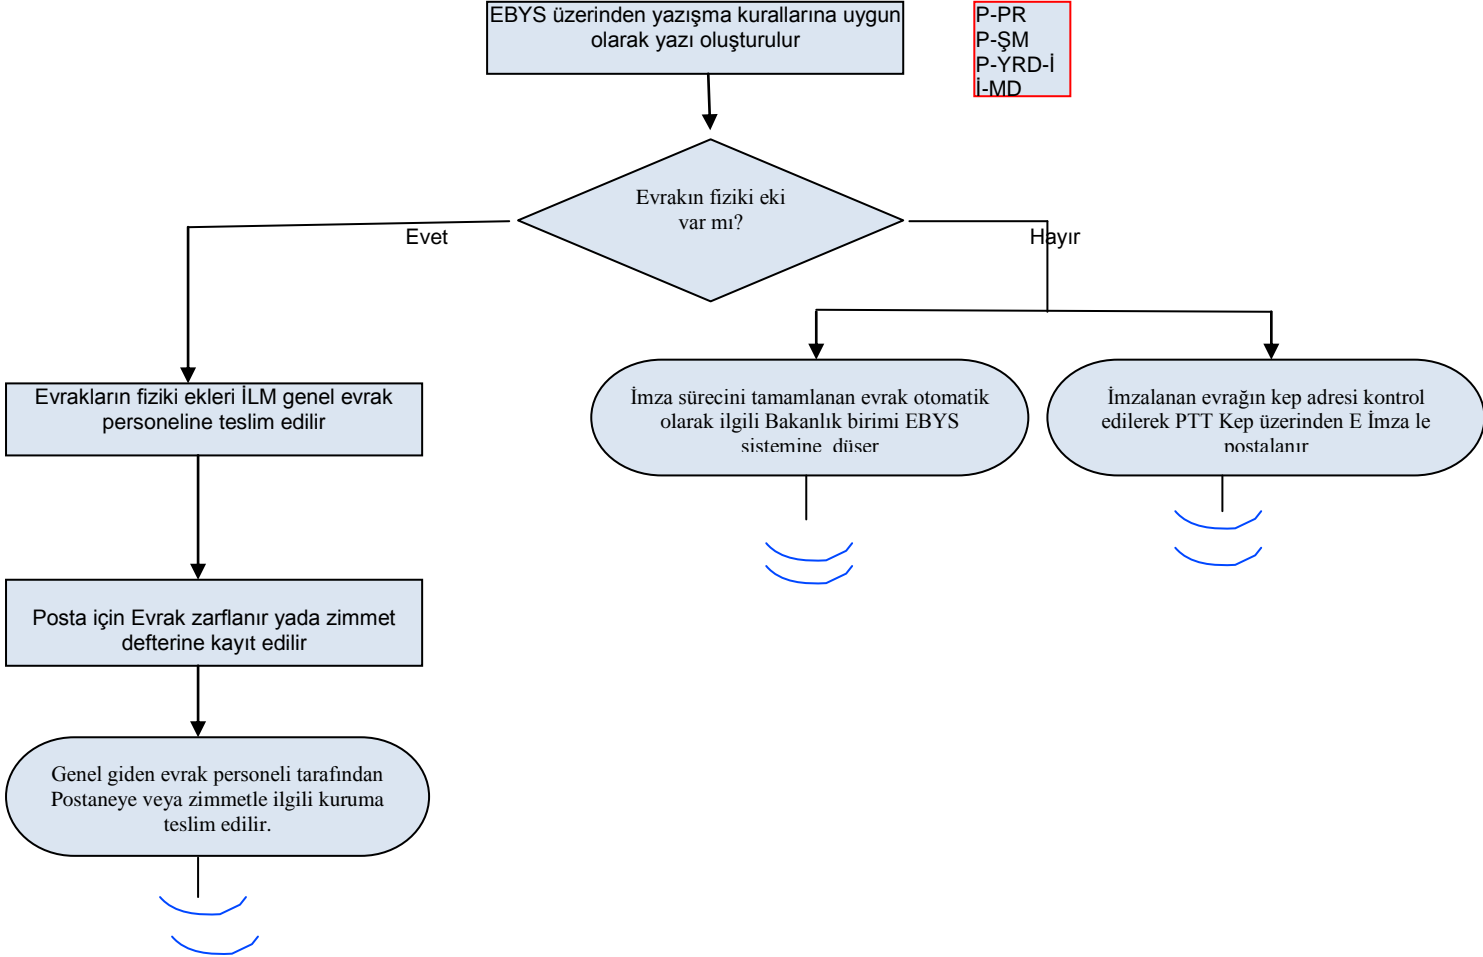 EBYS üzerinden yazışma kurallarına uygun
olarak yazı oluşturulur
P-PR
P-ŞM
P-YRD-İ
İ-MD
Evrakın fiziki eki
var mı?
Evet
Hayır
Evrakların fiziki ekleri İLM genel evrak
personeline teslim edilir
İmza sürecini tamamlanan evrak otomatik
olarak ilgili Bakanlık birimi EBYS
sistemine düşer
İmzalanan evrağın kep adresi kontrol
edilerek PTT Kep üzerinden E İmza le
postalanır
Posta için Evrak zarflanır yada zimmet
defterine kayıt edilir
Genel giden evrak personeli tarafından
Postaneye veya zimmetle ilgili kuruma
teslim edilir.